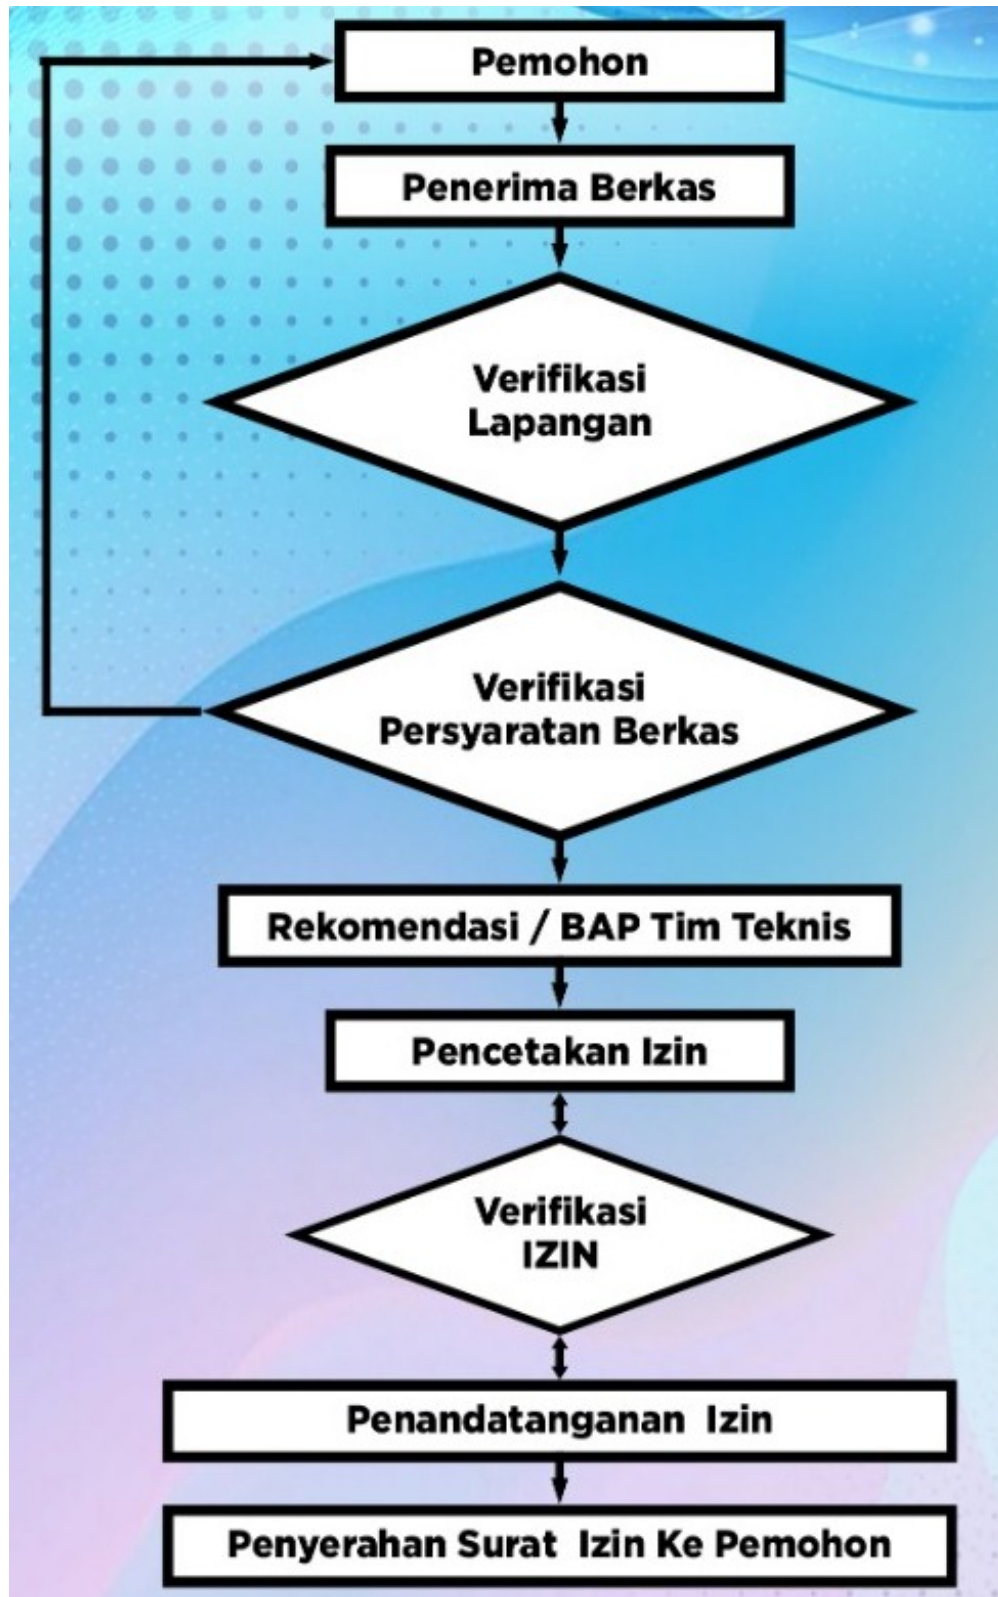 Pemohon
Penerima Berkas
Verifikasi
Lapangan
Verifikasi
Persyaratan Berkas
Rekomendasi / BAP Tim Teknis
Pencetakan Izin
Verifikasi
IZIN
Penandatanganan Izin
Penyerahan Surat Izin Ke Pemohon